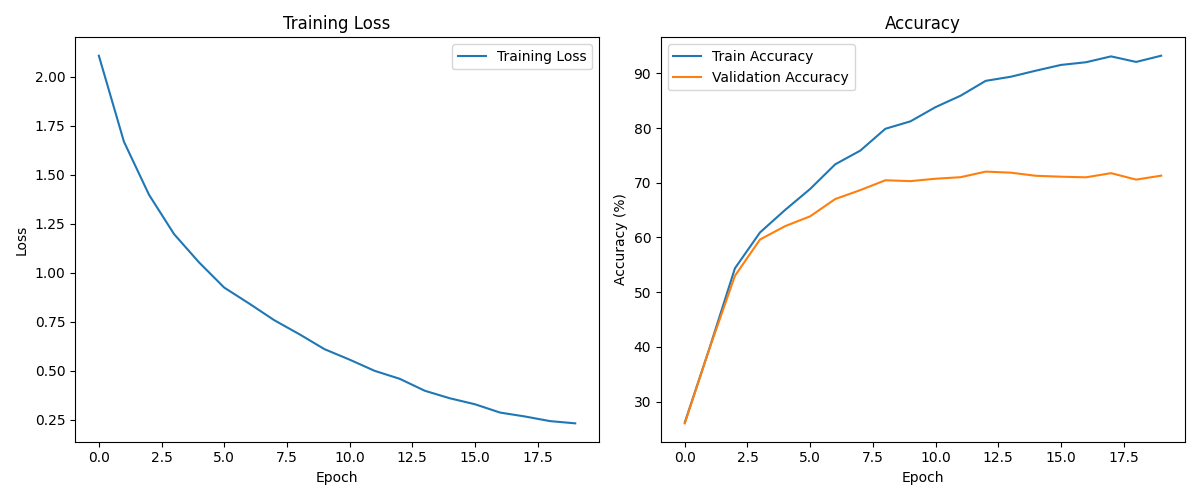 Training Loss
Training Loss
2.00
1.75
1.50
1.25
1.00
0.75
0.50
0.25
Loss
0.0 2.5 5.0 7.5 10.0 12.5 15.0 17.5
Epoch
Accuracy
Train Accuracy
Validation Accuracy
90
80
70
60
50
40
30
Accuracy (%)
0.0 2.5 5.0 7.5 10.0 12.5 15.0 17.5
Epoch